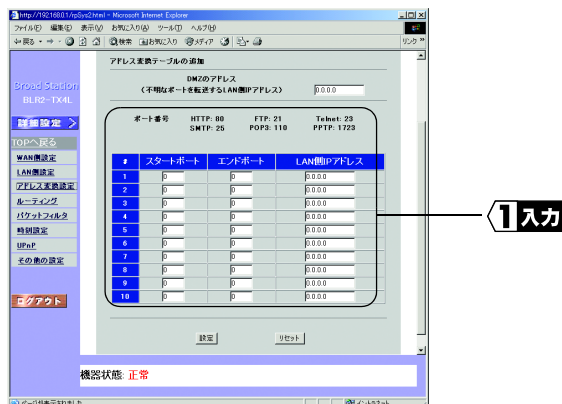 http://192.168.0.1/rpSys2.html - Microsoft Internet Explorer
ファイル(F) 編集(E) 表示(V) お気に入り(A) ツール(T) ヘルプ(H)
戻る 検索 お気に入り メディア リンク
アドレス変換テーブルの追加
DMZのアドレス
(不明なポートを転送するLAN側IPアドレス) 0.0.0.0
Broad Station
BLR2-TX4L
詳細設定 >
TOPへ戻る
WAN側設定
LAN側設定
アドレス変換設定
ルーティング
パケットフィルタ
時刻設定
UPnP
その他の設定
ログアウト
ポート番号 HTTP: 80 FTP: 21 Telnet: 23
SMTP: 25 POP3: 110 PPTP: 1723
# スタートポート エンドポート LAN側IPアドレス
1 0 0 0.0.0.0
2 0 0 0.0.0.0
3 0 0 0.0.0.0
4 0 0 0.0.0.0
5 0 0 0.0.0.0
6 0 0 0.0.0.0
7 0 0 0.0.0.0
8 0 0 0.0.0.0
9 0 0 0.0.0.0
10 0 0 0.0.0.0
設定 リセット
1 入力
機器状態: 正常
ページが表示されました
イントラネット